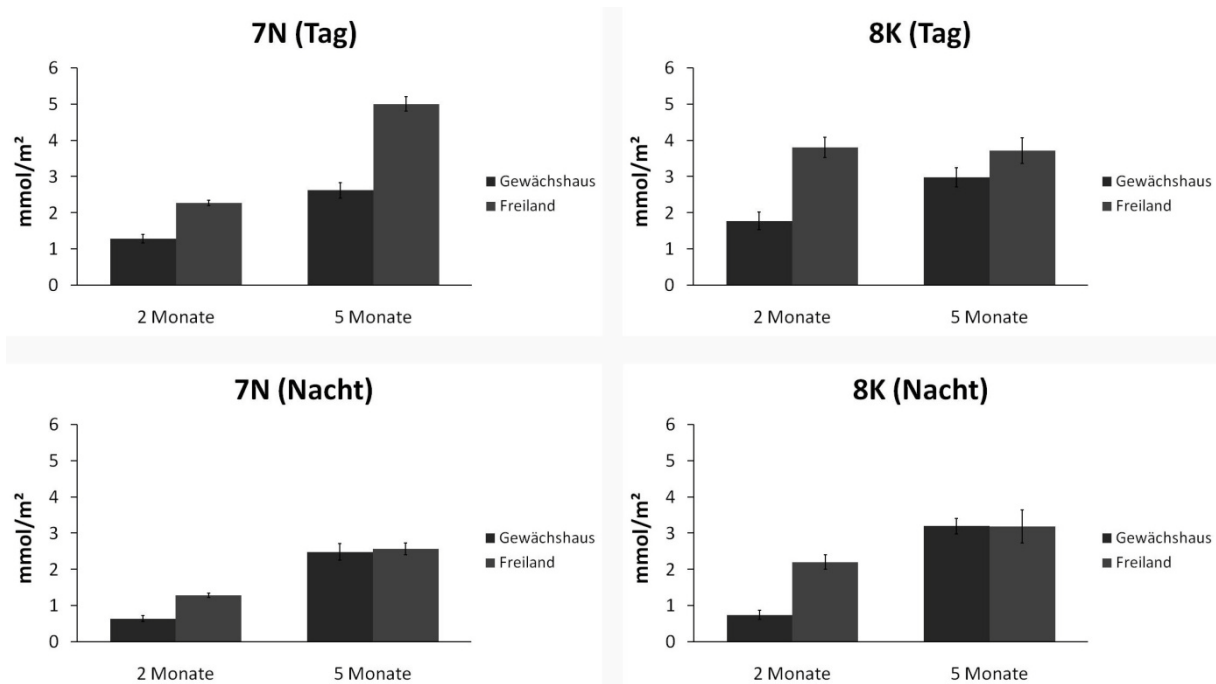 7N (Tag)
mmol/m²
6
5
4
3
2
1
0
2 Monate
5 Monate
Gewächshaus
Freiland
8K (Tag)
mmol/m²
6
5
4
3
2
1
0
2 Monate
5 Monate
Gewächshaus
Freiland
7N (Nacht)
mmol/m²
6
5
4
3
2
1
0
2 Monate
5 Monate
Gewächshaus
Freiland
8K (Nacht)
mmol/m²
6
5
4
3
2
1
0
2 Monate
5 Monate
Gewächshaus
Freiland